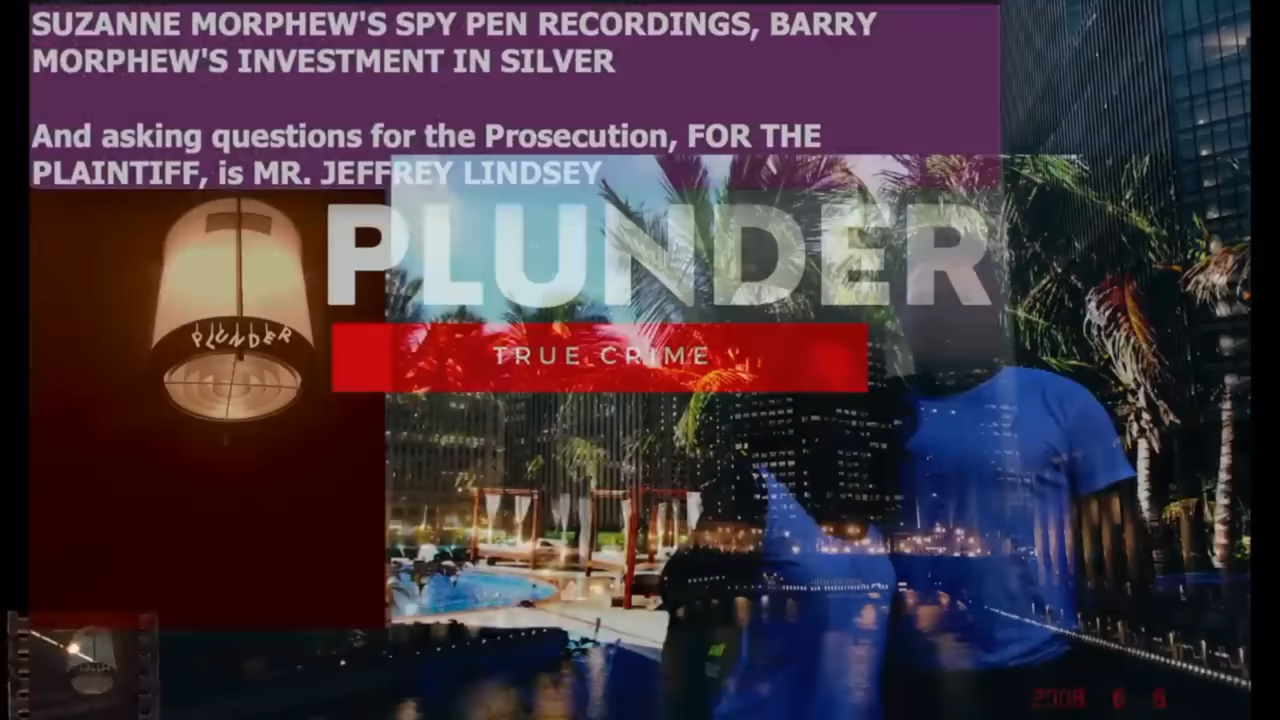 SUZANNE MORPHEW'S SPY PEN RECORDINGS, BARRY
MORPHEW'S INVESTMENT IN SILVER
And asking questions for the Prosecution, FOR THE
PLAINTIFF, is MR. JEFFREY LINDSEY
PLUNDER
PLUNDER
TRUE CRIME
2008 6 6